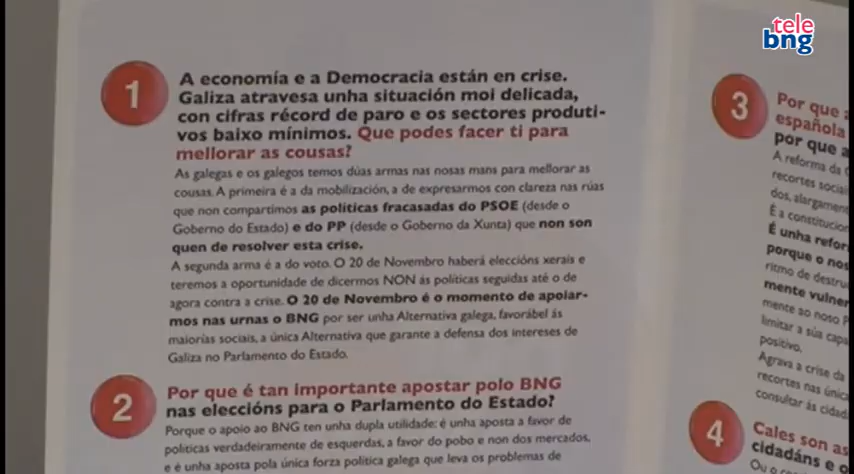 tele
bng
1
A economía e a Democracia están en crise.
Galiza atravesa unha situación moi delicada,
con cifras récord de paro e os sectores produti-
vos baixo mínimos. Que podes facer ti para
mellorar as cousas?
As galegas e os galegos temos dúas armas nas nosas mans para mellorar as
cousas. A primeira é a da mobilización, a de expresarmos con clareza nas rúas
que non compartimos as políticas fracasadas do PSOE (desde o
Goberno do Estado) e do PP (desde o Goberno da Xunta) que non son
quen de resolver esta crise.
A segunda arma é a do voto. O 20 de Novembro haberá eleccións xerais e
teremos a oportunidade de dicermos NON ás políticas seguidas até o de
agora contra a crise. O 20 de Novembro é o momento de apoiar-
mos nas urnas o BNG por ser unha Alternativa galega, favorábel ás
maiorías sociais, a única Alternativa que garante a defensa dos intereses de
Galiza no Parlamento do Estado.
2
Por que é tan importante apostar polo BNG
nas eleccións para o Parlamento do Estado?
Porque o apoio ao BNG ten unha dupla utilidade: é unha aposta a favor de
políticas verdadeiramente de esquerdas, a favor do pobo e non dos mercados,
e é unha aposta pola única forza política galega que leva os problemas de
3
Por que a
española
por que a
A reforma da
recortes social
dos, alargament
É a constitucion
É unha refor
porque o nos
ritmo de destru
mente vulner
mente ao noso P
limitar a súa capa
positivo.
Agrava a crise da
recortes nas única
consultar ás cidada
4
Cales son as
cidadáns e o